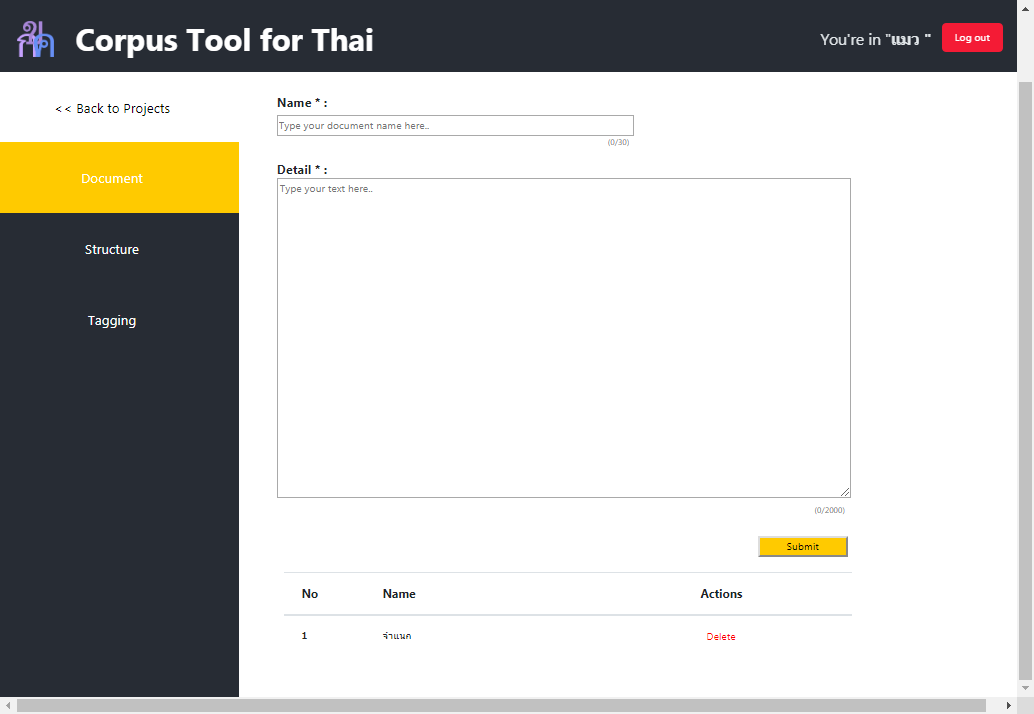 Corpus Tool for Thai
You're in "แมว "
Log out
<< Back to Projects
Document
Structure
Tagging
Name * :
Type your document name here..
(0/30)
Detail * :
Type your text here..
(0/2000)
Submit
No Name Actions
1 จำแนก Delete